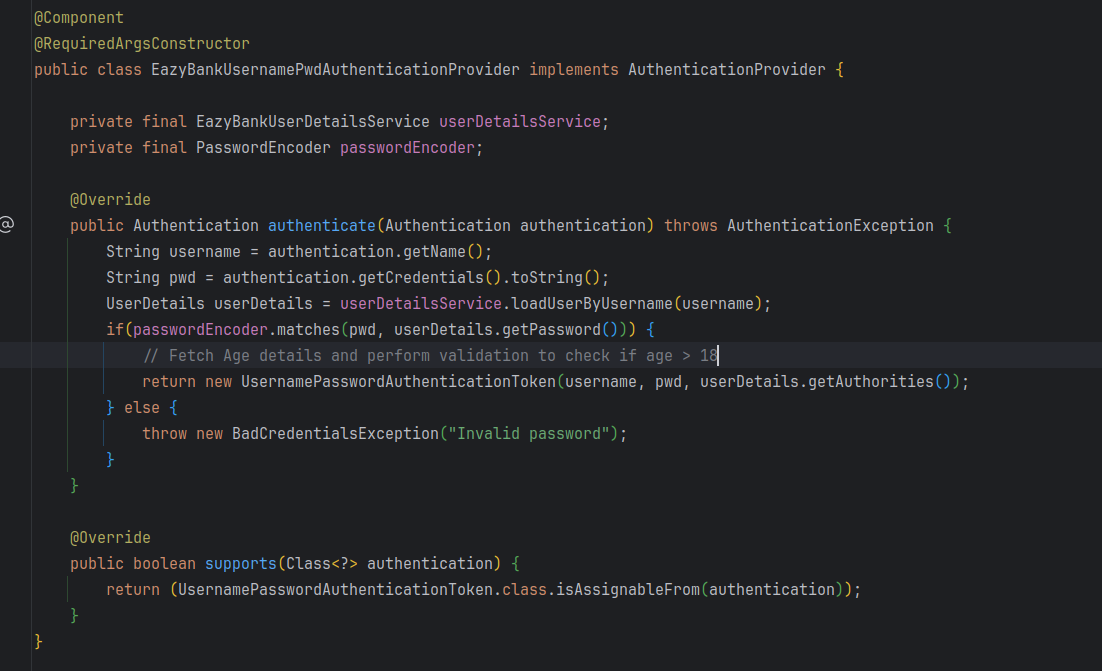 @Component
@RequiredArgsConstructor
public class EazyBankUsernamePwdAuthenticationProvider implements AuthenticationProvider {
private final EazyBankUserDetailsService userDetailsService;
private final PasswordEncoder passwordEncoder;
@Override
@
public Authentication authenticate(Authentication authentication) throws AuthenticationException {
String username = authentication.getName();
String pwd = authentication.getCredentials().toString();
UserDetails userDetails = userDetailsService.loadUserByUsername(username);
if(passwordEncoder.matches(pwd, userDetails.getPassword())) {
// Fetch Age details and perform validation to check if age > 18
return new UsernamePasswordAuthenticationToken(username, pwd, userDetails.getAuthorities());
} else {
throw new BadCredentialsException("Invalid password");
}
}
@Override
public boolean supports(Class<?> authentication) {
return (UsernamePasswordAuthenticationToken.class.isAssignableFrom(authentication));
}
}